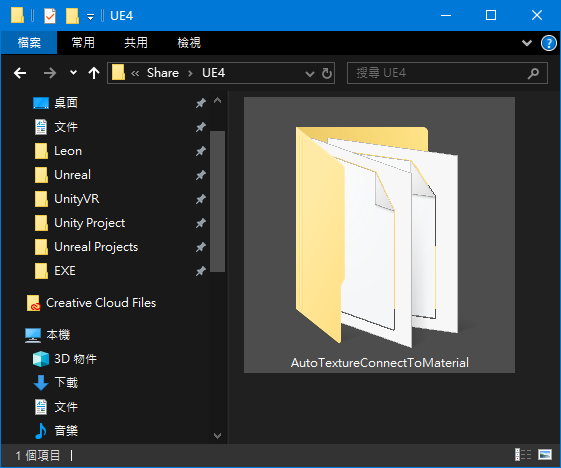 UE4
檔案 常用 共用 檢視
« Share › UE4 搜尋 UE4
桌面
文件
Leon
Unreal
UnityVR
Unity Project
Unreal Projects
EXE
Creative Cloud Files
本機
3D 物件
下載
文件
音樂
AutoTextureConnectToMaterial
1 個項目